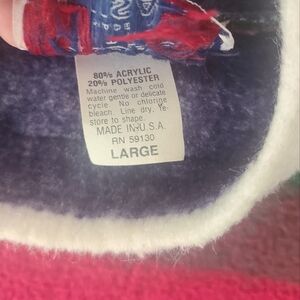 80% ACRYLIC
20% POLYESTER
Machine wash cold
water gentle or delicate
cycle. No chlorine
bleach. Line dry. Re-
store to shape.
MADE IN U.S.A.
RN 59130
LARGE